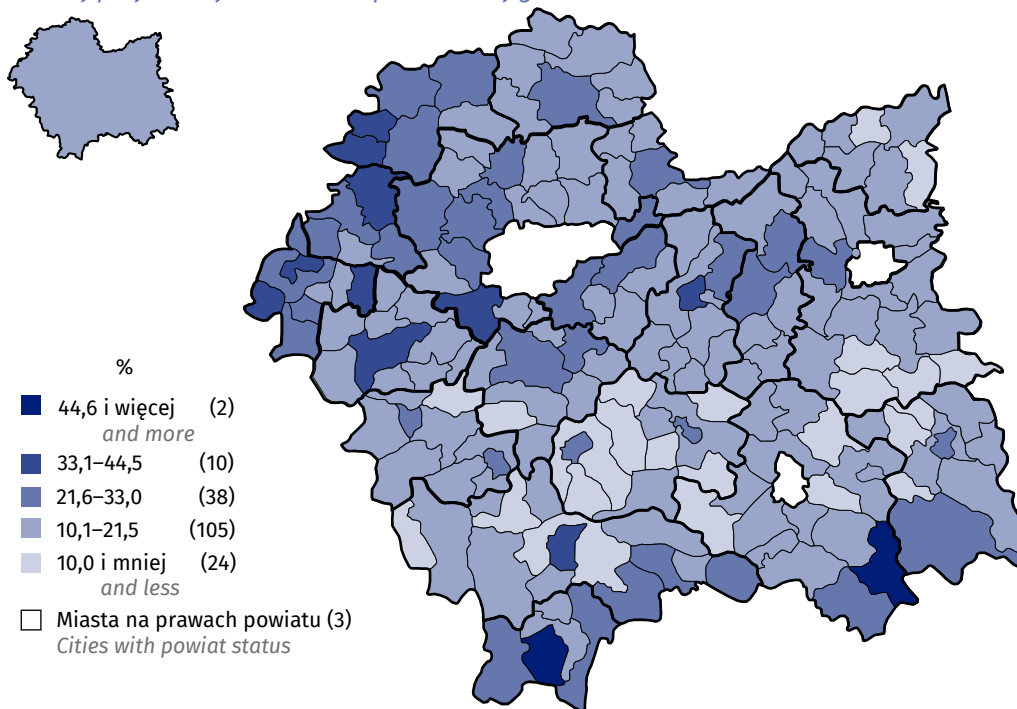 %
44,6 i więcej (2)
and more
33,1–44,5 (10)
21,6–33,0 (38)
10,1–21,5 (105)
10,0 i mniej (24)
and less
Miasta na prawach powiatu (3)
Cities with powiat status